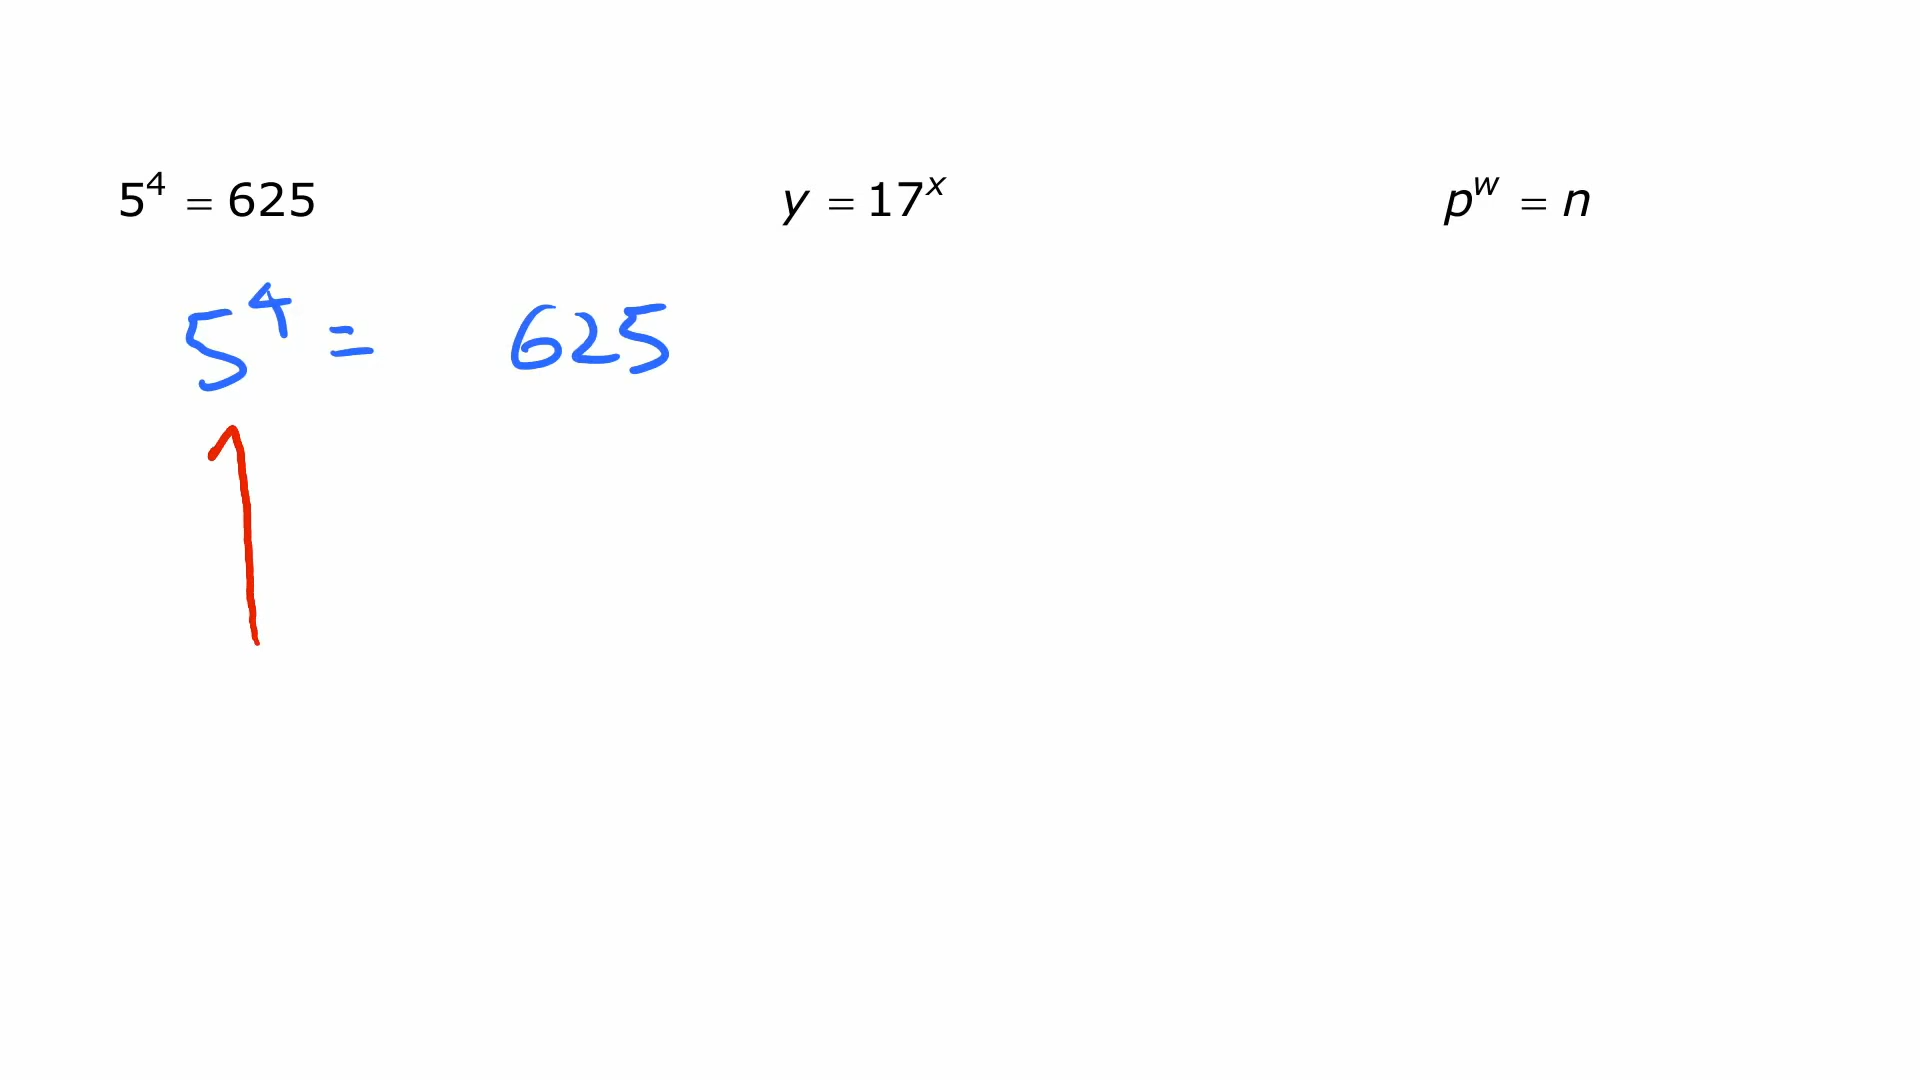 5⁴ = 625
y = 17ˣ
pʷ = n
5⁴ = 625